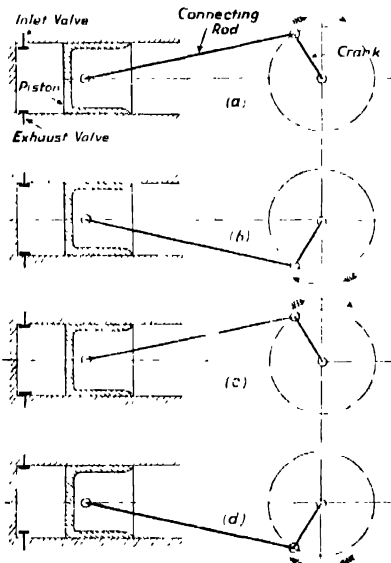 Inlet Valve
Connecting
Rod
Crank
Piston
(a)
Exhaust Valve
(b)
(c)
(d)